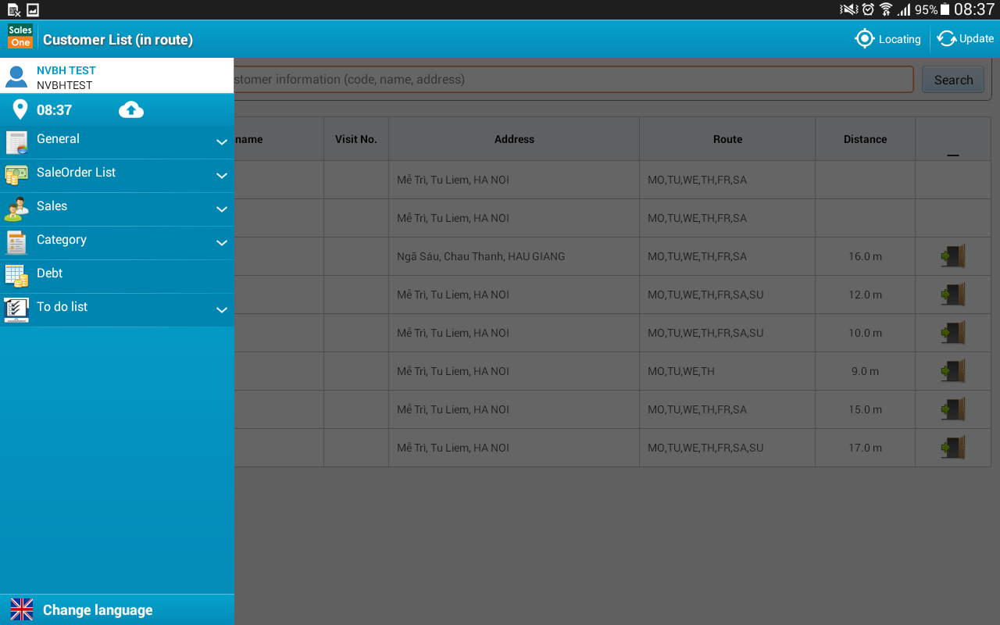 95% 08:37
Sales
One
Customer List (in route)
Locating
Update
NVBH TEST
NVBHTEST
stomer information (code, name, address)
Search
08:37
General
SaleOrder List
Sales
Category
Debt
To do list
name Visit No. Address Route Distance
Mễ Trì, Tu Liem, HA NOI MO,TU,WE,TH,FR,SA
Mễ Trì, Tu Liem, HA NOI MO,TU,WE,TH,FR,SA
Ngã Sáu, Chau Thanh, HAU GIANG MO,TU,WE,TH,FR,SA 16.0 m
Mễ Trì, Tu Liem, HA NOI MO,TU,WE,TH,FR,SA,SU 12.0 m
Mễ Trì, Tu Liem, HA NOI MO,TU,WE,TH,FR,SA,SU 10.0 m
Mễ Trì, Tu Liem, HA NOI MO,TU,WE,TH 9.0 m
Mễ Trì, Tu Liem, HA NOI MO,TU,WE,TH,FR,SA 15.0 m
Mễ Trì, Tu Liem, HA NOI MO,TU,WE,TH,FR,SA,SU 17.0 m
Change language